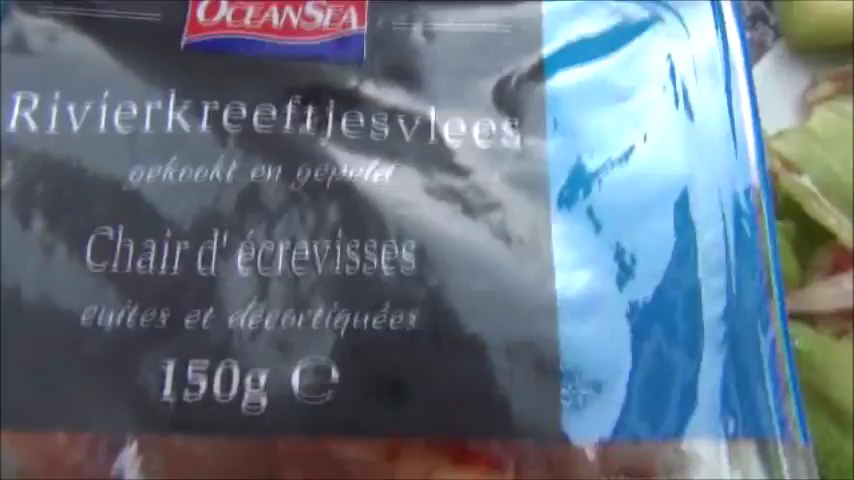 OCEANSEA
Rivierkreeftjesvlees
gekookt en gepeld
Chair d'écrevisses
cuites et décortiquées
150g ℮